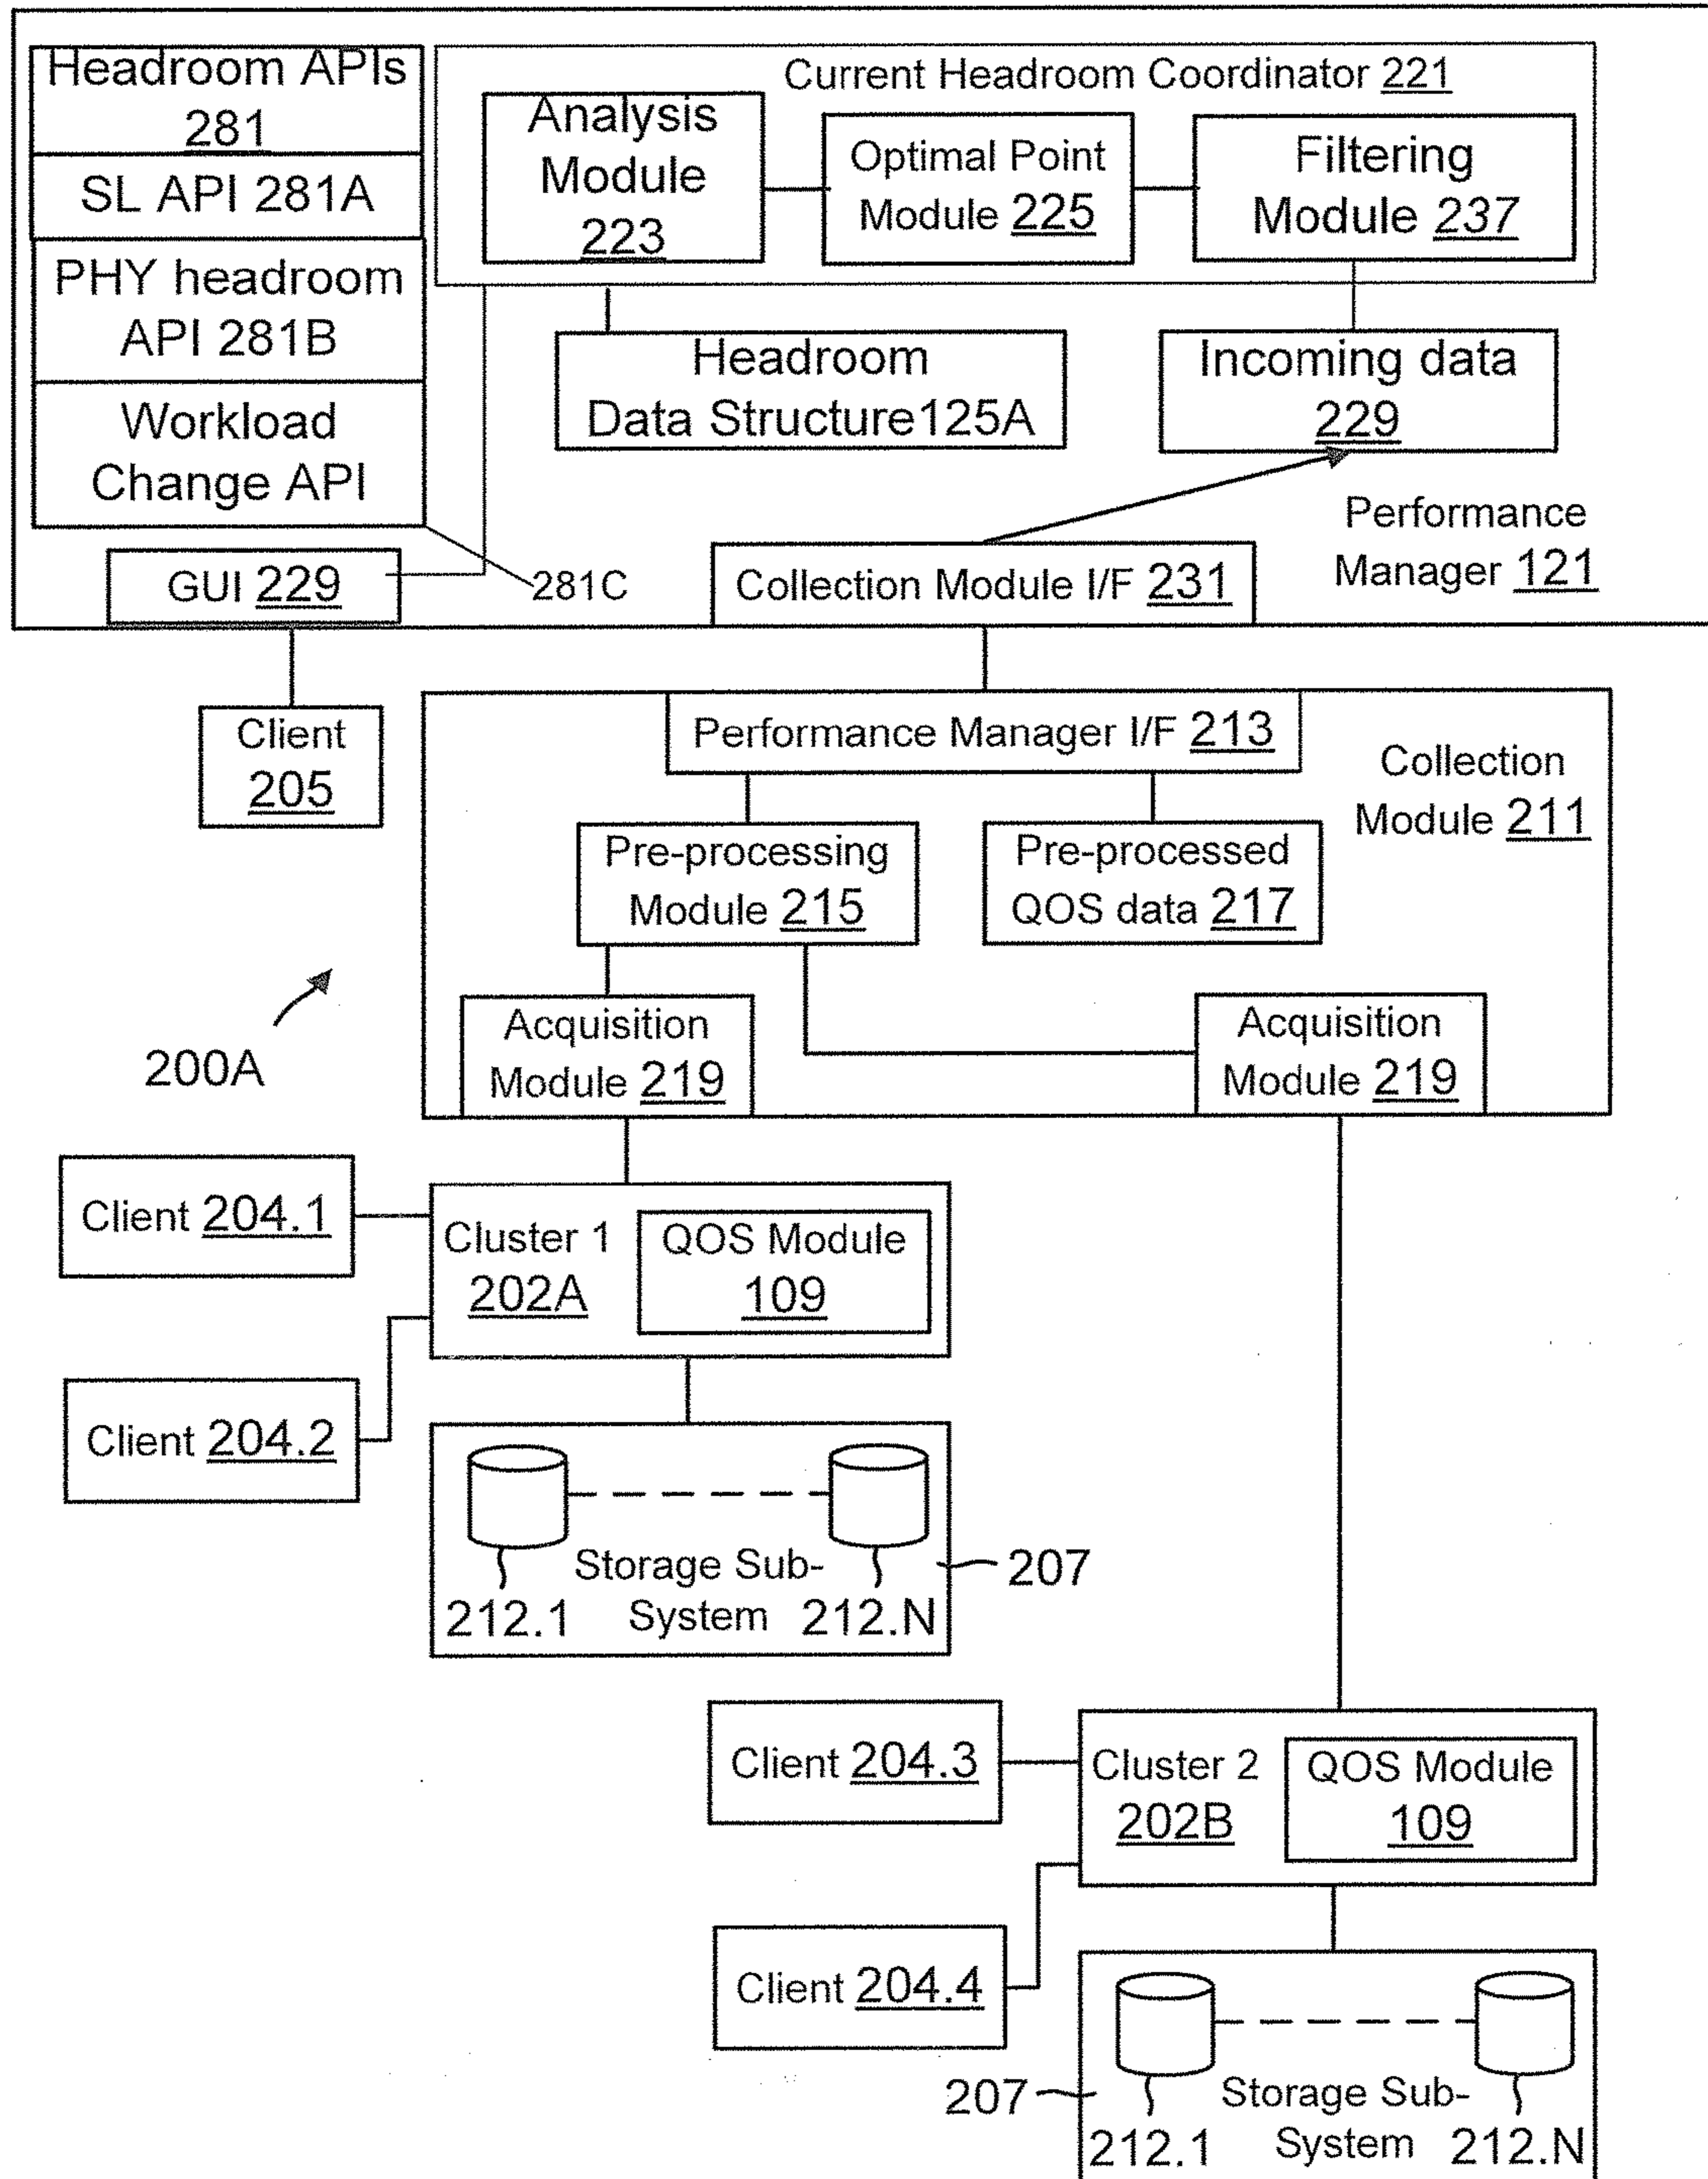 Headroom APIs
281
SL API 281A
PHY headroom
API 281B
Workload
Change API
281C
GUI 229
Current Headroom Coordinator 221
Analysis
Module
223
Optimal Point
Module 225
Filtering
Module 237
Headroom
Data Structure125A
Incoming data
229
Performance
Manager 121
Collection Module I/F 231
Client
205
Performance Manager I/F 213
Collection
Module 211
Pre-processing
Module 215
Pre-processed
QOS data 217
Acquisition
Module 219
Acquisition
Module 219
200A
Client 204.1
Cluster 1
202A
QOS Module
109
Client 204.2
Storage Sub-
System
212.1
212.N
207
Client 204.3
Cluster 2
202B
QOS Module
109
Client 204.4
Storage Sub-
System
212.1
212.N
207